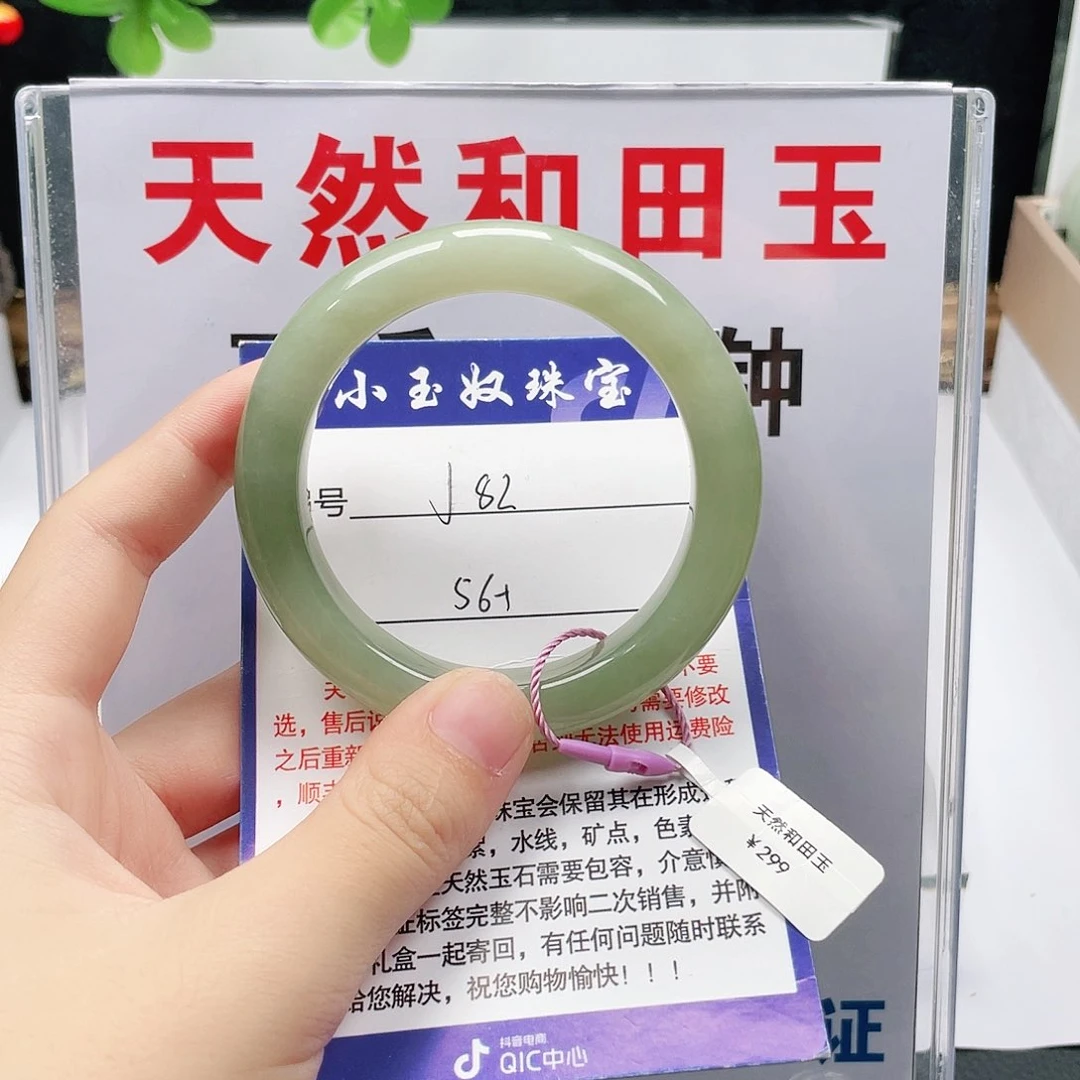 天然和田玉
钟
小玉奴珠宝
号 J82
56+
不要
选，售后 需要修改
之后重新 无法使用运费险
，顺丰
珠宝会保留其在形成
，水线，矿点，色素
天然玉石需要包容，介意慎
证标签完整不影响二次销售，并附
礼盒一起寄回，有任何问题随时联系
给您解决，祝您购物愉快！！！
天然和田玉
￥299
证
抖音电商
QIC中心